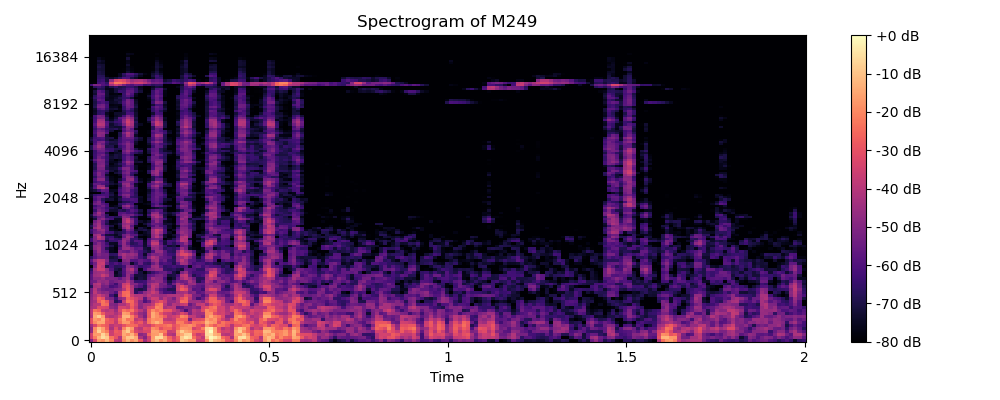 Spectrogram of M249
Hz
16384
8192
4096
2048
1024
512
0
0
0.5
1
1.5
2
Time
+0 dB
-10 dB
-20 dB
-30 dB
-40 dB
-50 dB
-60 dB
-70 dB
-80 dB